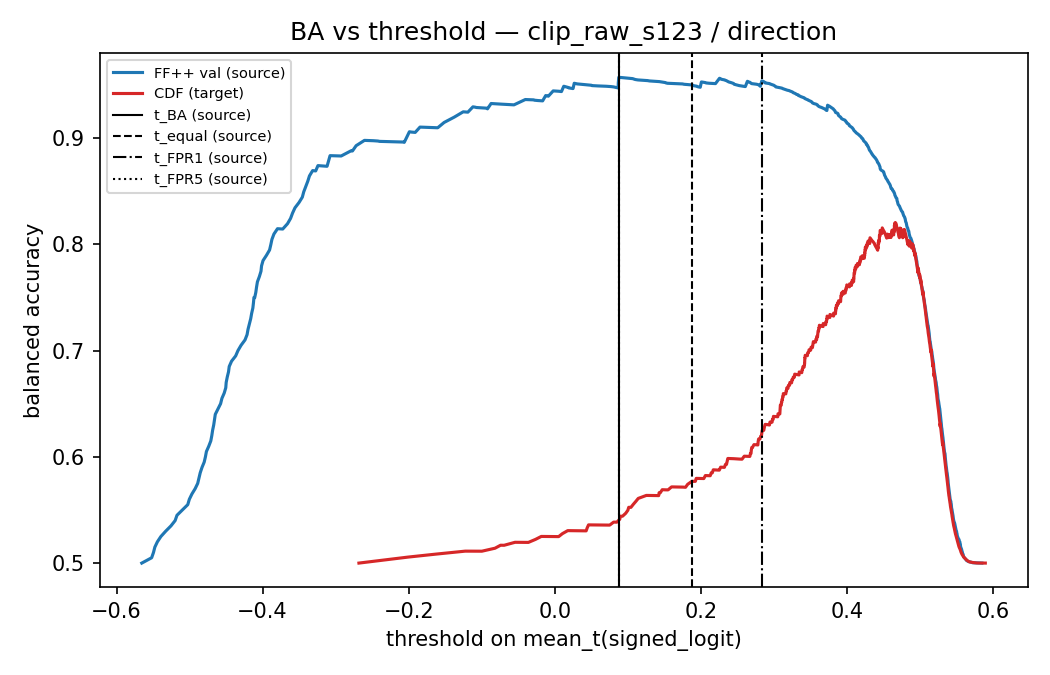 BA vs threshold — clip_raw_s123 / direction
FF++ val (source)
CDF (target)
t_BA (source)
t_equal (source)
t_FPR1 (source)
t_FPR5 (source)
balanced accuracy
0.9
0.8
0.7
0.6
0.5
−0.6
−0.4
−0.2
0.0
0.2
0.4
0.6
threshold on mean_t(signed_logit)